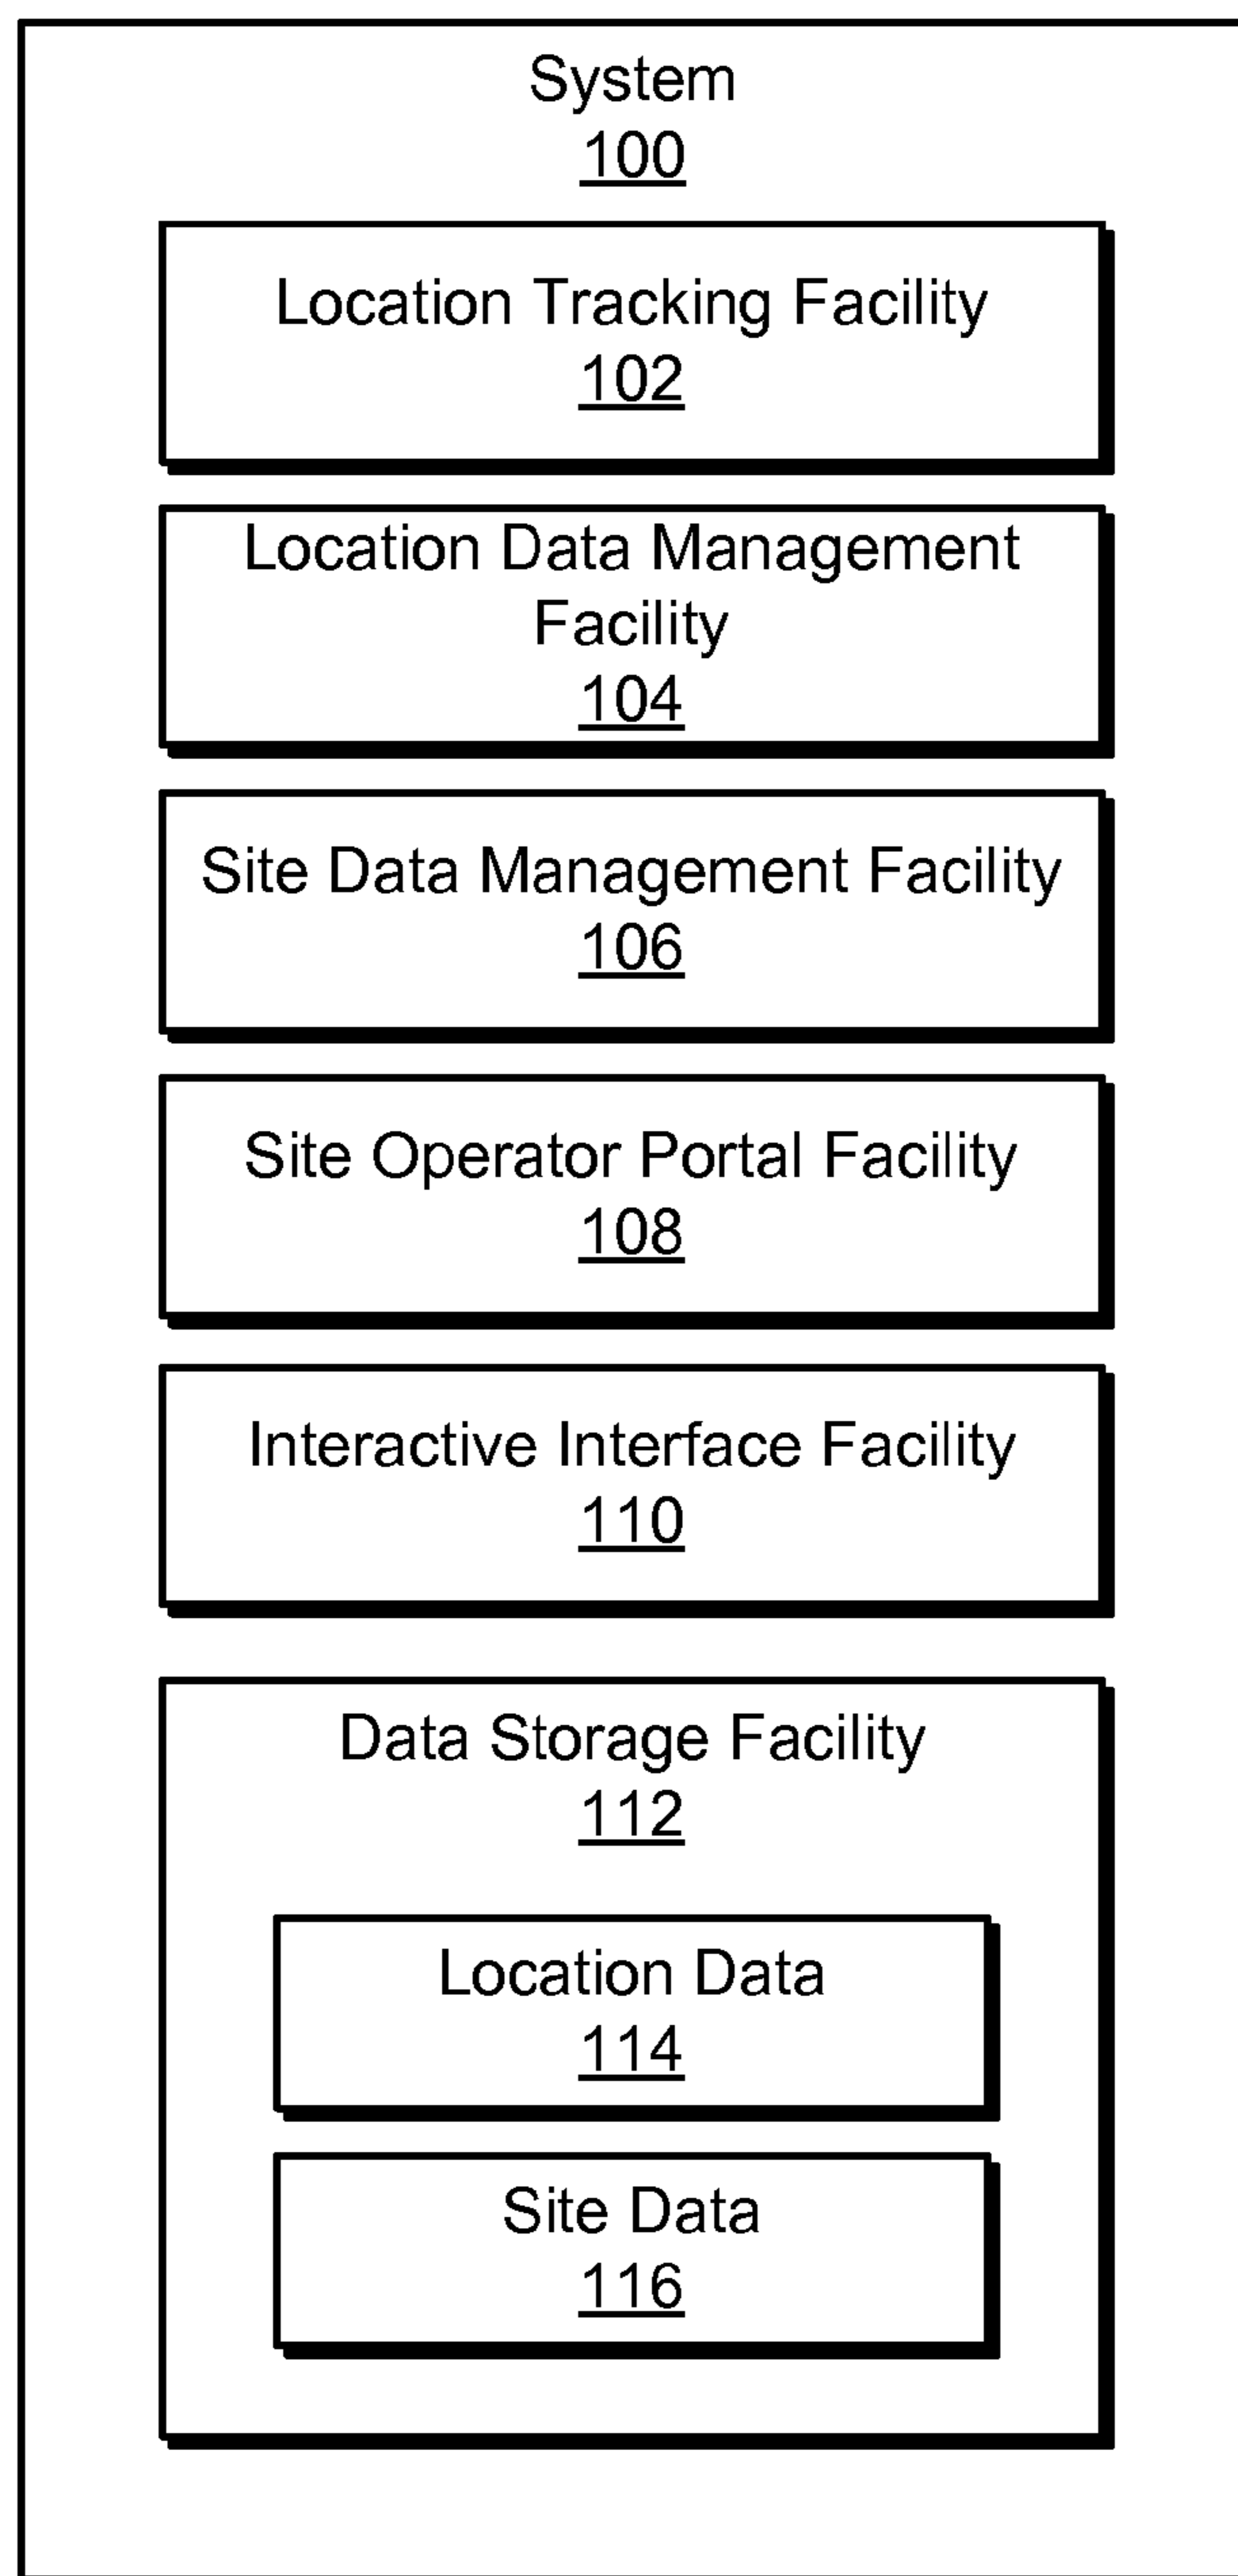 System
100
Location Tracking Facility
102
Location Data Management
Facility
104
Site Data Management Facility
106
Site Operator Portal Facility
108
Interactive Interface Facility
110
Data Storage Facility
112
Location Data
114
Site Data
116